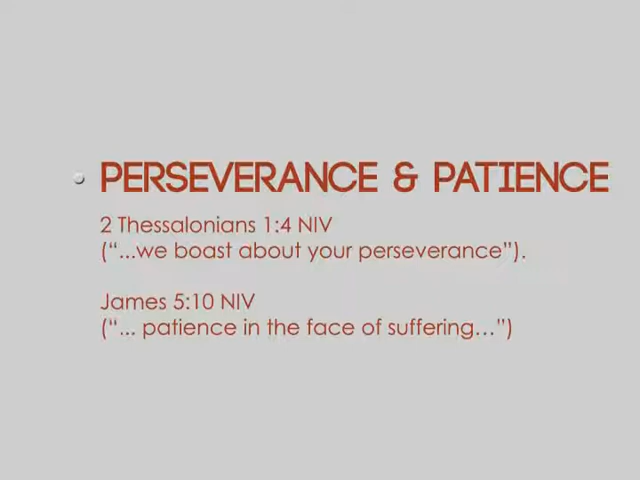 PERSEVERANCE & PATIENCE
2 Thessalonians 1:4 NIV
(“...we boast about your perseverance”).
James 5:10 NIV
(“... patience in the face of suffering...”)